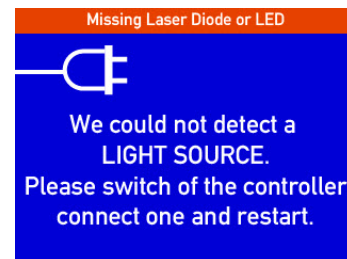 Missing Laser Diode or LED
We could not detect a
LIGHT SOURCE.
Please switch of the controller
connect one and restart.